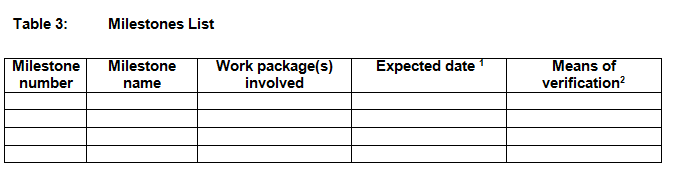 Table 3: Milestones List
Milestone number
Milestone name
Work package(s) involved
Expected date ¹
Means of verification²